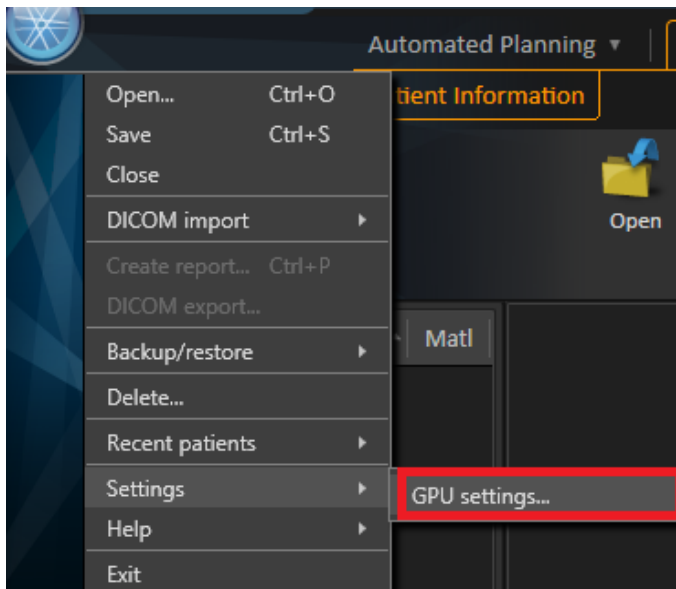 Automated Planning
tient Information
Open... Ctrl+O
Save Ctrl+S
Close
DICOM import
Open
Create report... Ctrl+P
DICOM export...
Matl
Backup/restore
Delete...
Recent patients
Settings
GPU settings...
Help
Exit